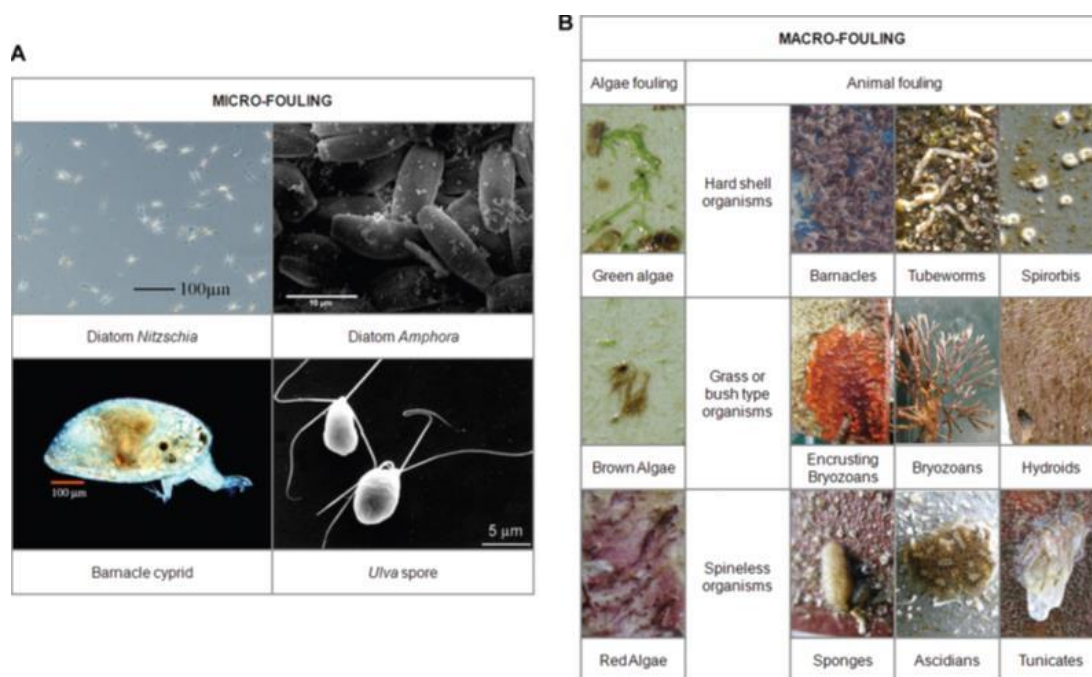 A
MICRO-FOULING
100µm
10 µm
Diatom Nitzschia
Diatom Amphora
100 µm
5 µm
Barnacle cyprid
Ulva spore
B
MACRO-FOULING
Algae fouling
Animal fouling
Hard shell
organisms
Green algae
Barnacles
Tubeworms
Spirorbis
Grass or
bush type
organisms
Brown Algae
Encrusting
Bryozoans
Bryozoans
Hydroids
Spineless
organisms
Red Algae
Sponges
Ascidians
Tunicates